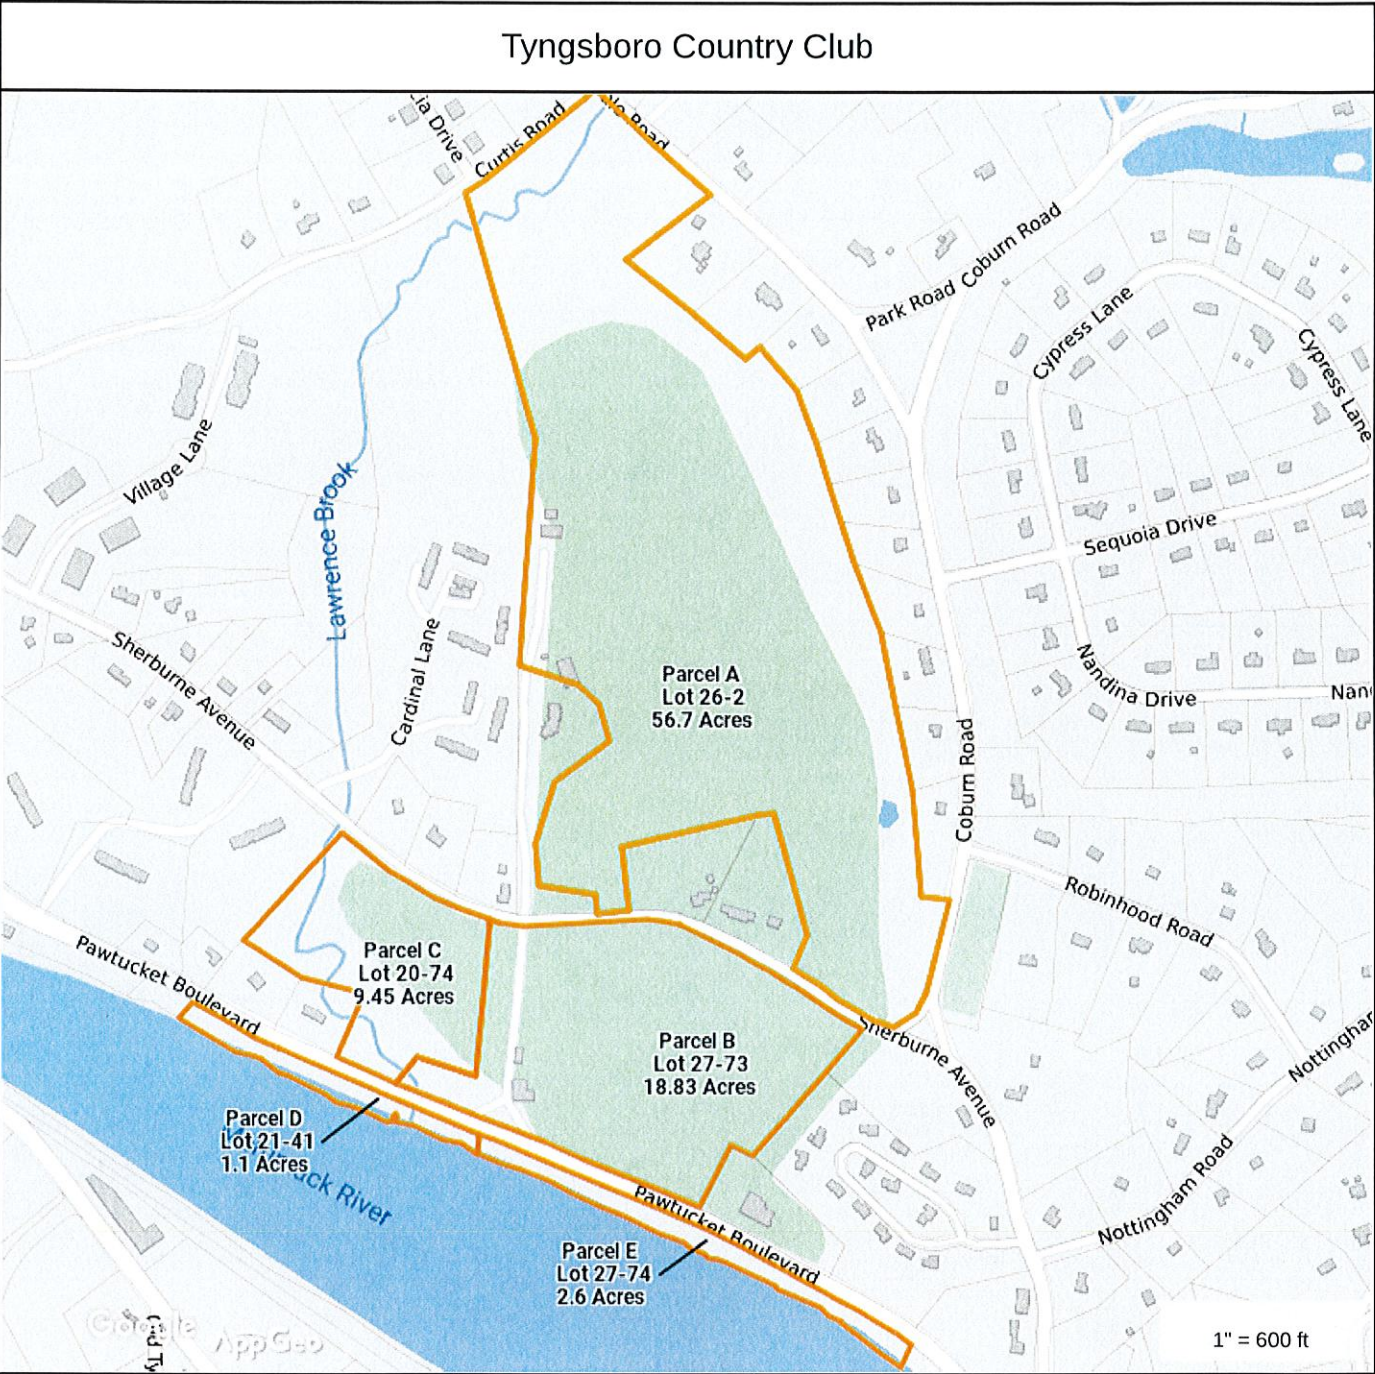 Tyngsboro Country Club
Curtis Road
Road
Drive
Park Road
Coburn Road
Cypress Lane
Cypress Lane
Village Lane
Lawrence Brook
Sequoia Drive
Sherburne Avenue
Cardinal Lane
Parcel A
Lot 26-2
56.7 Acres
Nandina Drive
Coburn Road
Robinhood Road
Pawtucket Boulevard
Parcel C
Lot 20-74
9.45 Acres
Parcel B
Lot 27-73
18.83 Acres
Sherburne Avenue
Nottingham Road
Parcel D
Lot 21-41
1.1 Acres
River
Pawtucket Boulevard
Parcel E
Lot 27-74
2.6 Acres
Google
AppGeo
1" = 600 ft